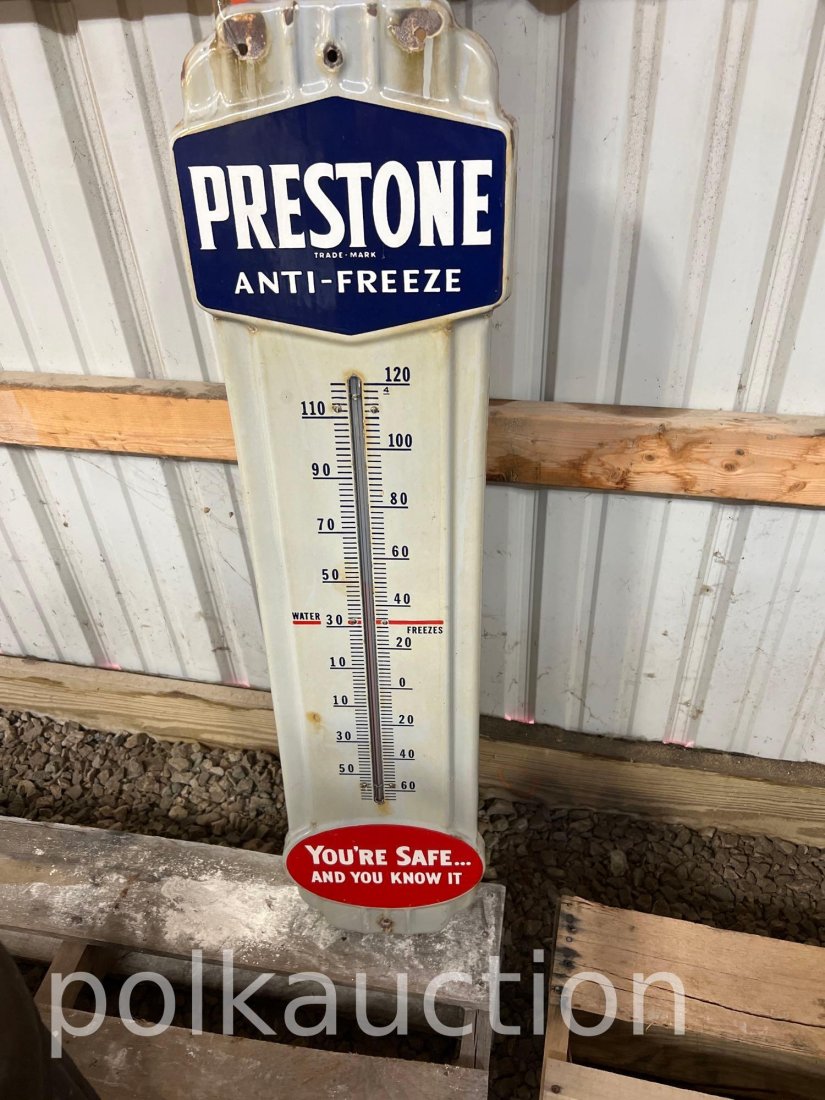 PRESTONE
TRADE-MARK
ANTI-FREEZE
120
4
110
100
90
80
70
60
50
40
WATER 30 FREEZES
20
10
0
10
20
30
40
50
60
YOU'RE SAFE...
AND YOU KNOW IT
polkauction